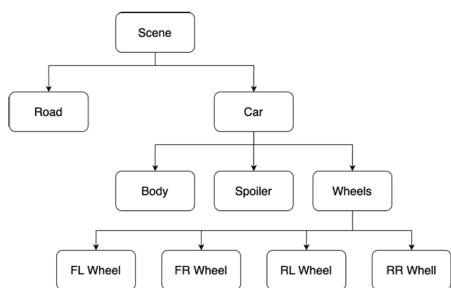 Scene
Road
Car
Body
Spoiler
Wheels
FL Wheel
FR Wheel
RL Wheel
RR Whell